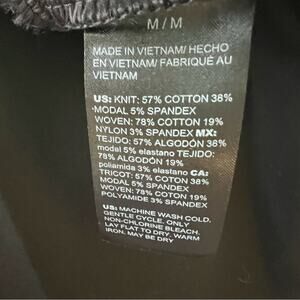 M / M
MADE IN VIETNAM/ HECHO
EN VIETNAM/ FABRIQUÉ AU
VIETNAM
US: KNIT: 57% COTTON 38%
MODAL 5% SPANDEX
WOVEN: 78% COTTON 19%
NYLON 3% SPANDEX MX:
TEJIDO: 57% ALGODÓN 38%
modal 5% elastano TEJIDO:
78% ALGODÓN 19%
poliamida 3% elastano CA:
TRICOT: 57% COTON 38%
MODAL 5% SPANDEX
WOVEN: 78% COTON 19%
POLYAMIDE 3% SPANDEX
US: MACHINE WASH COLD,
GENTLE CYCLE. ONLY
NON-CHLORINE BLEACH.
LAY FLAT TO DRY. WARM
IRON. MAY BE DRY